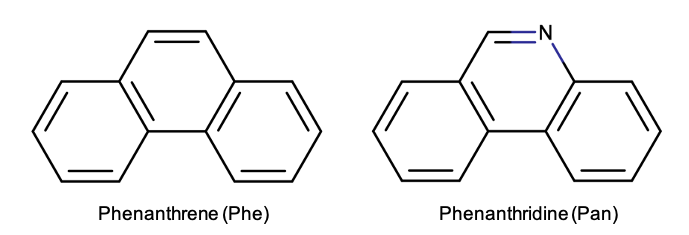 N
Phenanthrene (Phe)
Phenanthridine (Pan)